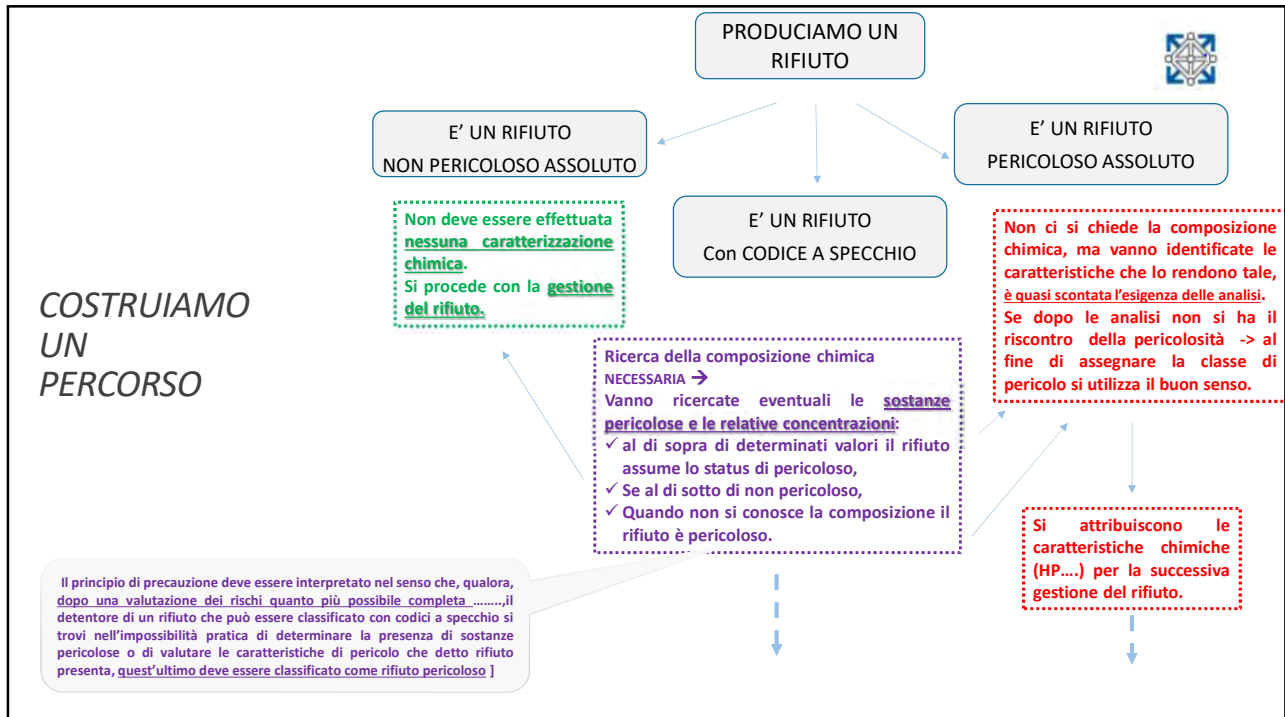 PRODUCIAMO UN
RIFIUTO
E’ UN RIFIUTO
NON PERICOLOSO ASSOLUTO
E’ UN RIFIUTO
PERICOLOSO ASSOLUTO
E’ UN RIFIUTO
Con CODICE A SPECCHIO
Non deve essere effettuata
nessuna caratterizzazione
chimica.
Si procede con la gestione
del rifiuto.
Non ci si chiede la composizione
chimica, ma vanno identificate le
caratteristiche che lo rendono tale,
è quasi scontata l’esigenza delle analisi.
Se dopo le analisi non si ha il
riscontro della pericolosità -> al
fine di assegnare la classe di
pericolo si utilizza il buon senso.
COSTRUIAMO
UN
PERCORSO
Ricerca della composizione chimica
NECESSARIA →
Vanno ricercate eventuali le sostanze
pericolose e le relative concentrazioni:
✓ al di sopra di determinati valori il rifiuto
assume lo status di pericoloso,
✓ Se al di sotto di non pericoloso,
✓ Quando non si conosce la composizione il
rifiuto è pericoloso.
Si attribuiscono le
caratteristiche chimiche
(HP….) per la successiva
gestione del rifiuto.
Il principio di precauzione deve essere interpretato nel senso che, qualora,
dopo una valutazione dei rischi quanto più possibile completa ……..,il
detentore di un rifiuto che può essere classificato con codici a specchio si
trovi nell’impossibilità pratica di determinare la presenza di sostanze
pericolose o di valutare le caratteristiche di pericolo che detto rifiuto
presenta, quest’ultimo deve essere classificato come rifiuto pericoloso ]